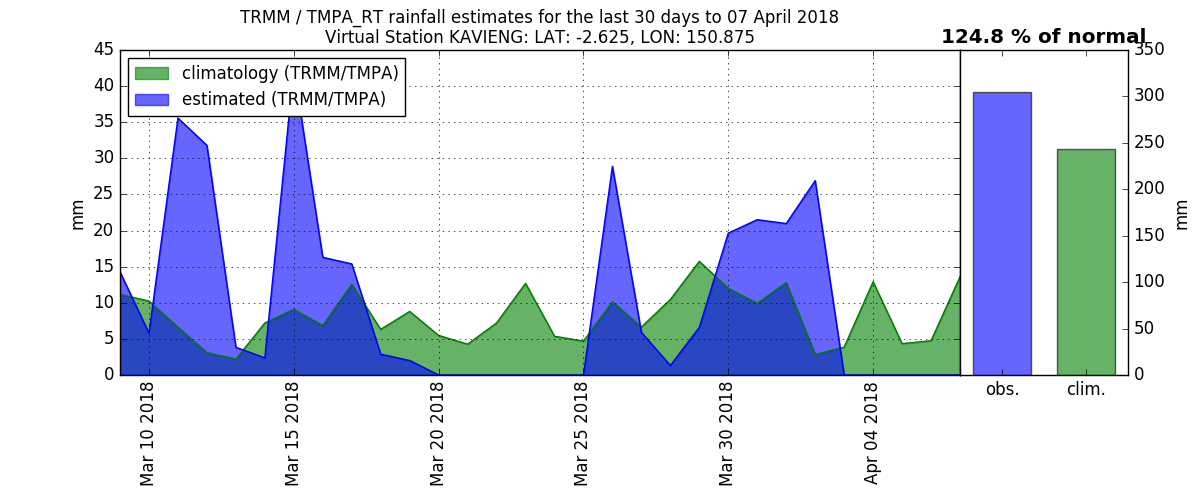 TRMM / TMPA_RT rainfall estimates for the last 30 days to 07 April 2018
Virtual Station KAVIENG: LAT: -2.625, LON: 150.875
124.8 % of normal
climatology (TRMM/TMPA)
estimated (TRMM/TMPA)
45
40
35
30
25
20
15
10
5
0
mm
Mar 10 2018
Mar 15 2018
Mar 20 2018
Mar 25 2018
Mar 30 2018
Apr 04 2018
350
300
250
200
150
100
50
0
mm
obs.
clim.